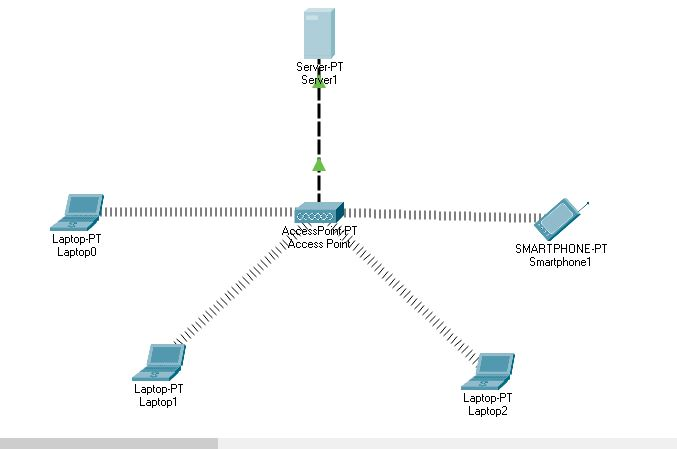 Server-PT
Server1
AccessPoint-PT
Access Point
Laptop-PT
Laptop0
SMARTPHONE-PT
Smartphone1
Laptop-PT
Laptop1
Laptop-PT
Laptop2